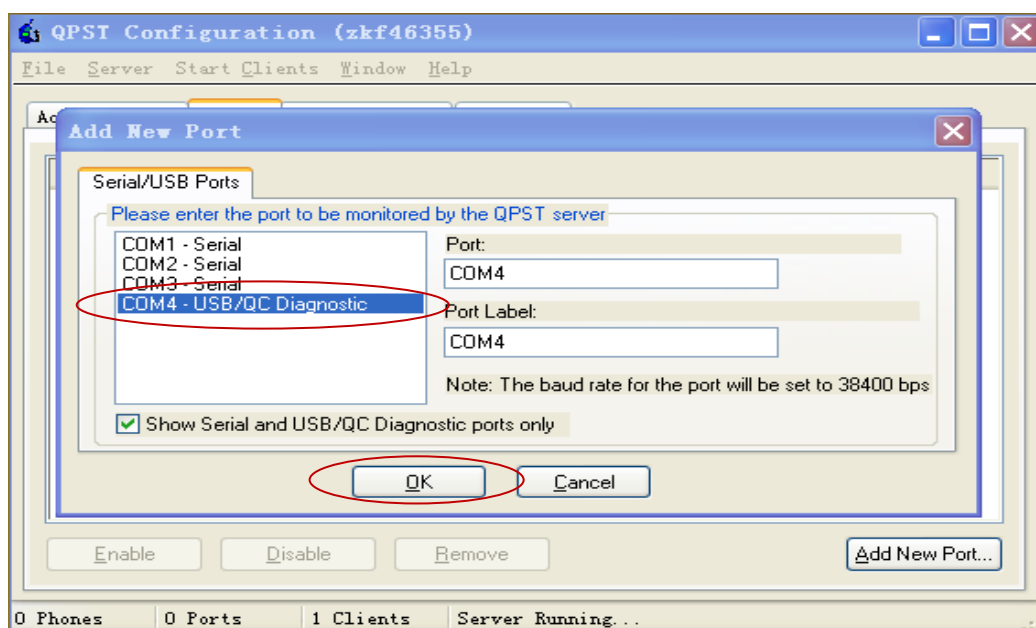 QPST Configuration (zkf46355)
File Server Start Clients Window Help
Add New Port
Serial/USB Ports
Please enter the port to be monitored by the QPST server
COM1 - Serial
COM2 - Serial
COM3 - Serial
COM4 - USB/QC Diagnostic
Port:
COM4
Port Label:
COM4
Note: The baud rate for the port will be set to 38400 bps
Show Serial and USB/QC Diagnostic ports only
OK Cancel
Enable Disable Remove Add New Port...
0 Phones 0 Ports 1 Clients Server Running...